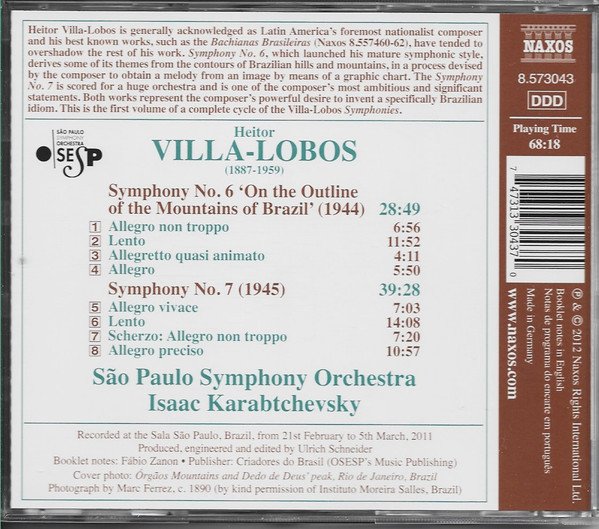 Heitor Villa-Lobos is generally acknowledged as Latin America's foremost nationalist composer
and his best known works, such as the Bachianas Brasileiras (Naxos 8.557460-62), have tended to
overshadow the rest of his work. Symphony No. 6, which launched his mature symphonic style,
derives some of its themes from the contours of Brazilian hills and mountains, in a process devised
by the composer to obtain a melody from an image by means of a graphic chart. The Symphony
No. 7 is scored for a huge orchestra and is one of the composer's most ambitious and significant
statements. Both works represent the composer's powerful desire to invent a specifically Brazilian
idiom. This is the first volume of a complete cycle of the Villa-Lobos Symphonies.
SÃO PAULO
SYMPHONY
ORCHESTRA
OSESP
Heitor
VILLA-LOBOS
(1887-1959)
Symphony No. 6 'On the Outline
of the Mountains of Brazil' (1944) 28:49
1 Allegro non troppo 6:56
2 Lento 11:52
3 Allegretto quasi animato 4:11
4 Allegro 5:50
Symphony No. 7 (1945) 39:28
5 Allegro vivace 7:03
6 Lento 14:08
7 Scherzo: Allegro non troppo 7:20
8 Allegro preciso 10:57
São Paulo Symphony Orchestra
Isaac Karabtchevsky
Recorded at the Sala São Paulo, Brazil, from 21st February to 5th March, 2011
Produced, engineered and edited by Ulrich Schneider
Booklet notes: Fábio Zanon • Publisher: Criadores do Brasil (OSESP's Music Publishing)
Cover photo: Órgãos Mountains and Dedo de Deus' peak, Rio de Janeiro, Brazil
Photograph by Marc Ferrez, c. 1890 (by kind permission of Instituto Moreira Salles, Brazil)
NAXOS
8.573043
DDD
Playing Time
68:18
7 47313 30437 0
℗ & © 2012 Naxos Rights International Ltd.
Booklet notes in English
Notas de programa do encarte em português
Made in Germany
www.naxos.com